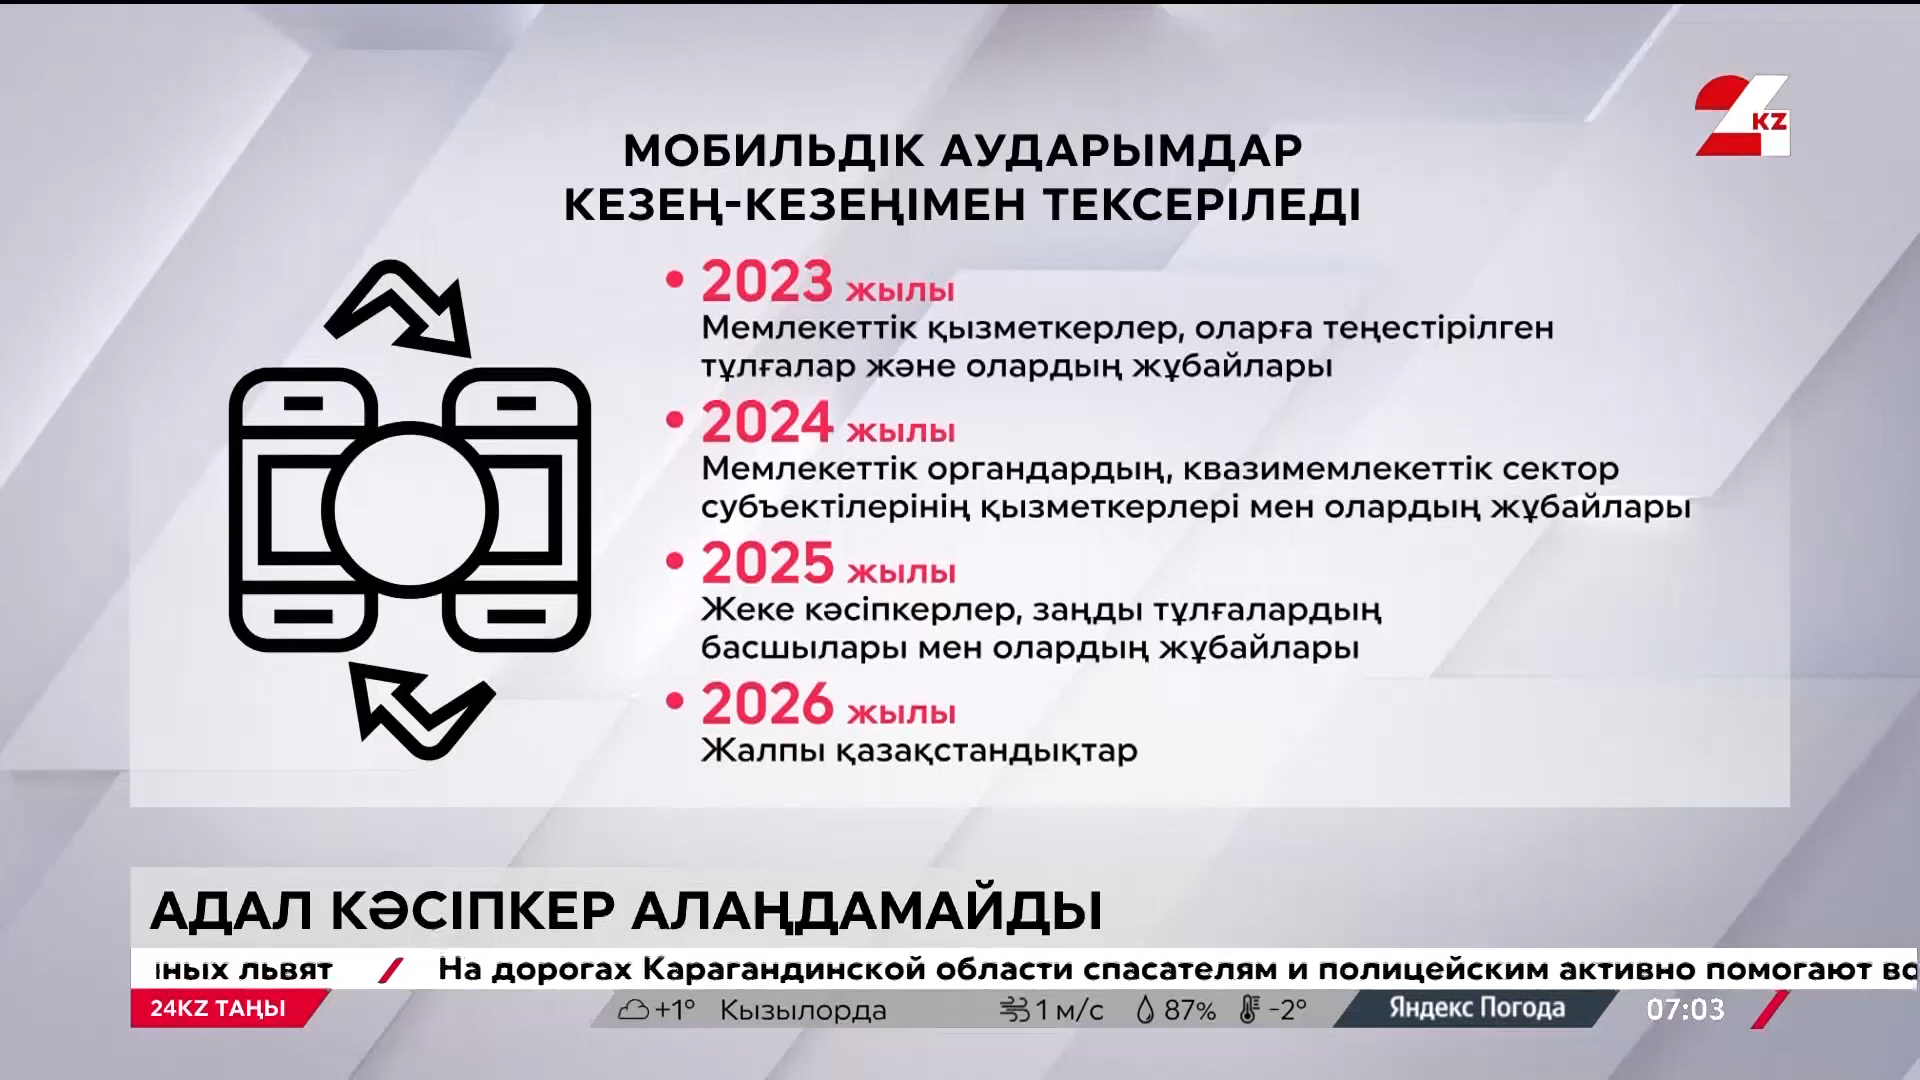 24 KZ
МОБИЛЬДІК АУДАРЫМДАР
КЕЗЕҢ-КЕЗЕҢІМЕН ТЕКСЕРІЛЕДІ
• 2023 жылы
Мемлекеттік қызметкерлер, оларға теңестірілген
тұлғалар және олардың жұбайлары
• 2024 жылы
Мемлекеттік органдардың, квазимемлекеттік сектор
субъектілерінің қызметкерлері мен олардың жұбайлары
• 2025 жылы
Жеке кәсіпкерлер, заңды тұлғалардың
басшылары мен олардың жұбайлары
• 2026 жылы
Жалпы қазақстандықтар
АДАЛ КӘСІПКЕР АЛАҢДАМАЙДЫ
львят / На дорогах Карагандинской области спасателям и полицейским активно помогают
24KZ ТАҢЫ +1° Кызылорда 1 м/с 87% -2° Яндекс Погода 07:03